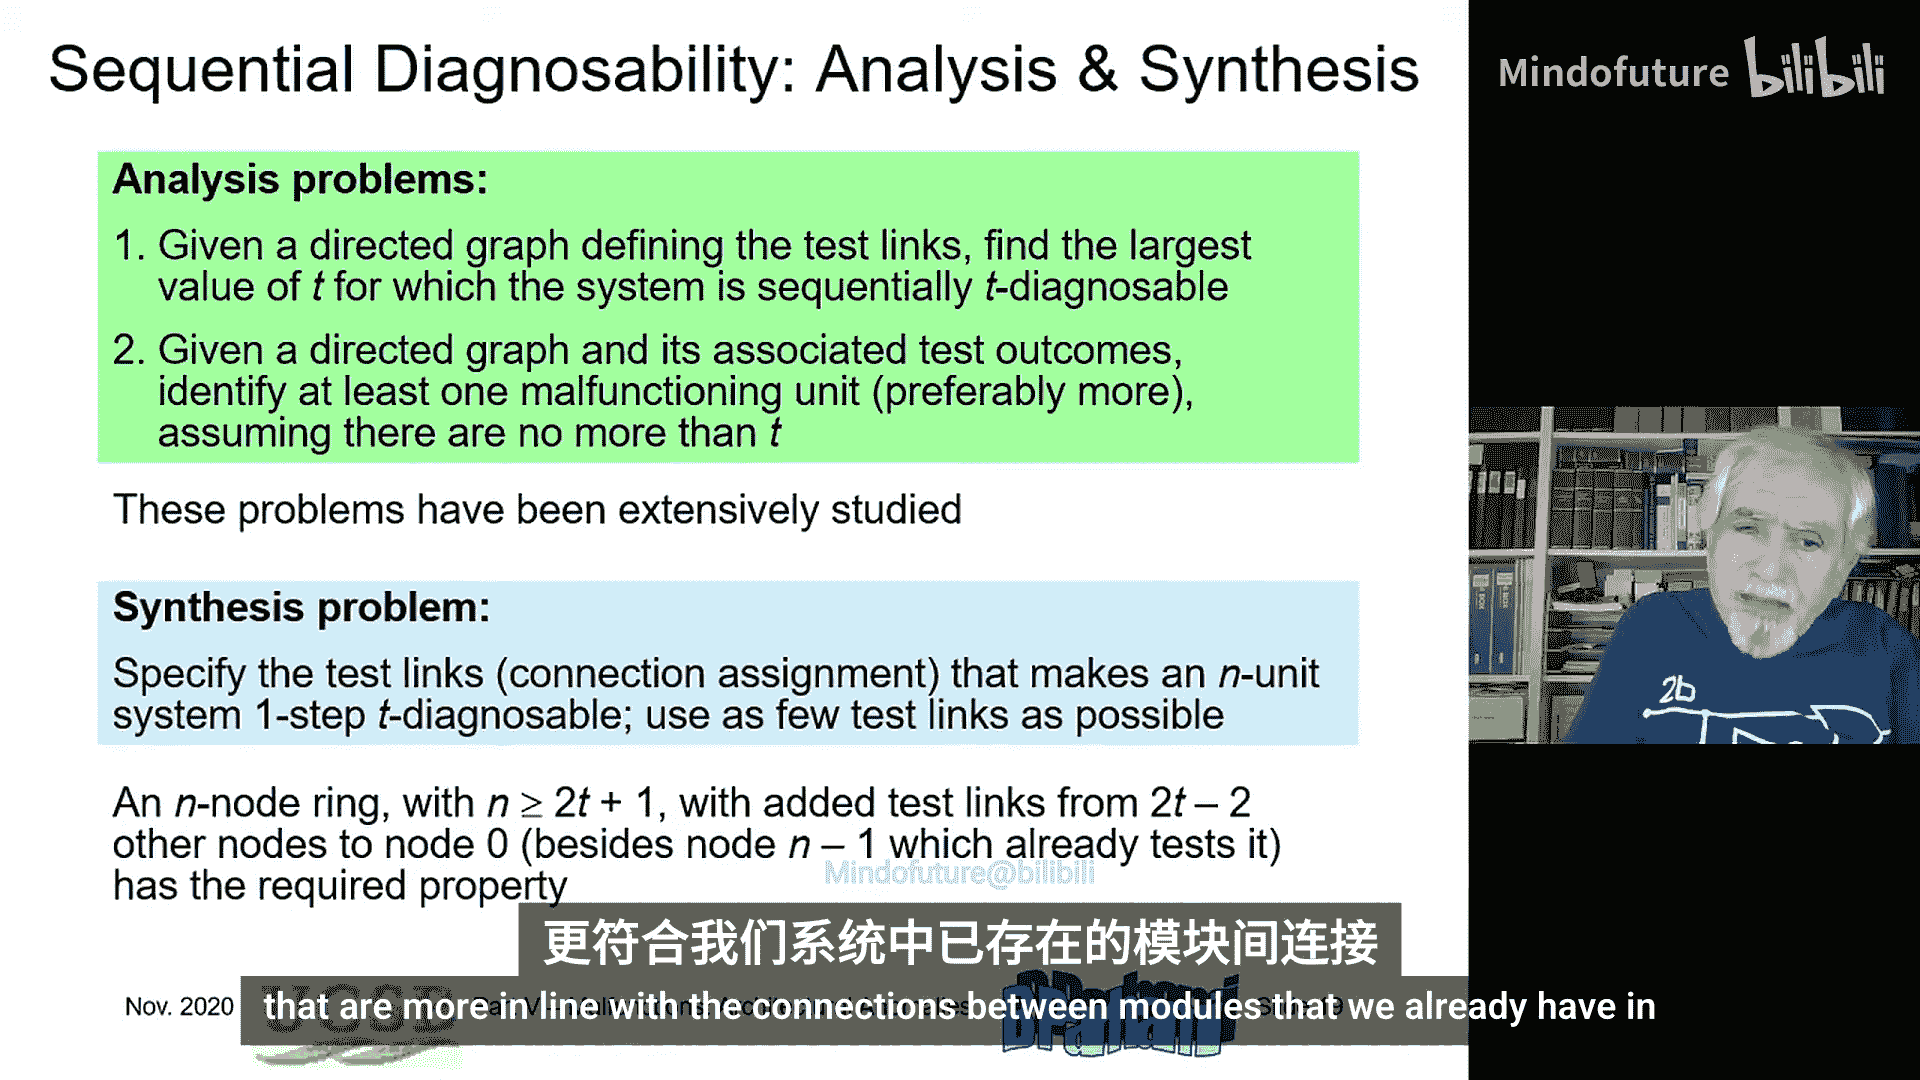 Sequential Diagnosability: Analysis & Synthesis
Mindofuture bilibili
Analysis problems:
1. Given a directed graph defining the test links, find the largest
value of t for which the system is sequentially t-diagnosable
2. Given a directed graph and its associated test outcomes,
identify at least one malfunctioning unit (preferably more),
assuming there are no more than t
These problems have been extensively studied
Synthesis problem:
Specify the test links (connection assignment) that makes an n-unit
system 1-step t-diagnosable; use as few test links as possible
2b
An n-node ring, with n ≥ 2t + 1, with added test links from 2t – 2
other nodes to node 0 (besides node n – 1 which already tests it)
has the required property
Mindofuture@bilibili
更符合我们系统中已存在的模块间连接
Nov. 2020
that are more in line with the connections between modules that we already have in